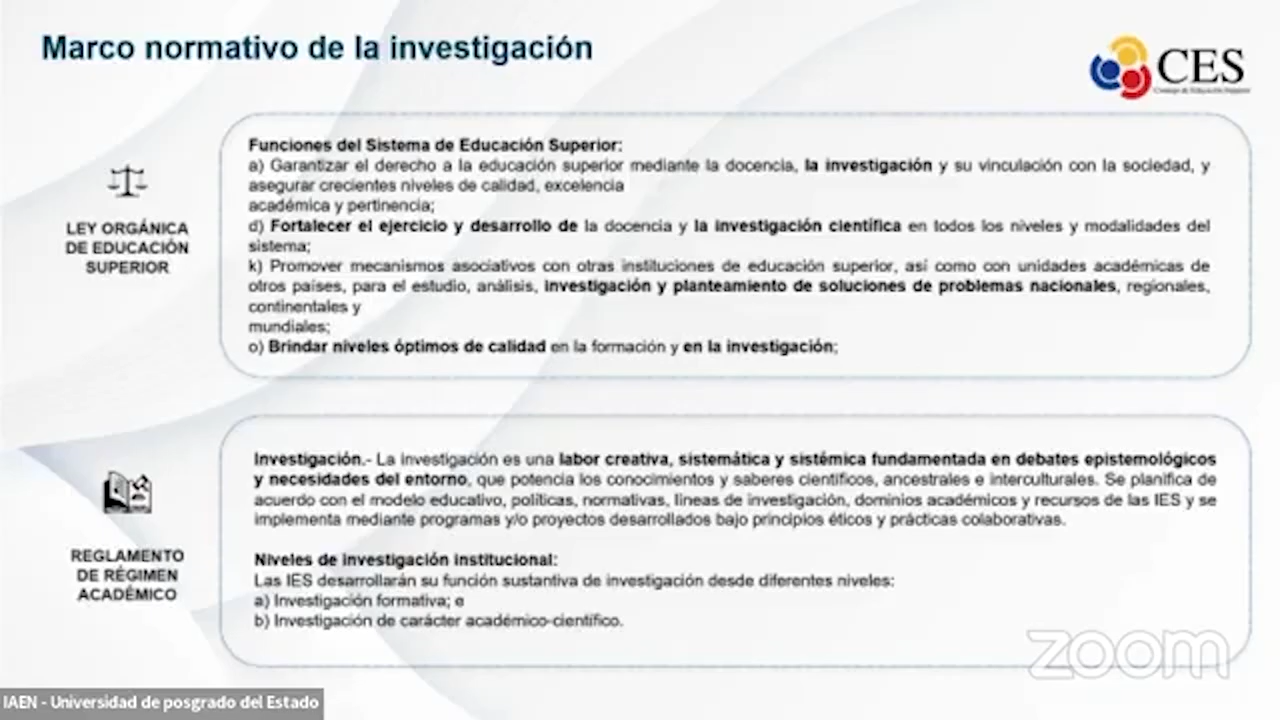 Marco normativo de la investigación
CES
Consejo de Educación Superior
LEY ORGÁNICA
DE EDUCACIÓN
SUPERIOR
Funciones del Sistema de Educación Superior:
a) Garantizar el derecho a la educación superior mediante la docencia, la investigación y su vinculación con la sociedad, y
asegurar crecientes niveles de calidad, excelencia
académica y pertinencia;
d) Fortalecer el ejercicio y desarrollo de la docencia y la investigación científica en todos los niveles y modalidades del
sistema;
k) Promover mecanismos asociativos con otras instituciones de educación superior, así como con unidades académicas de
otros países, para el estudio, análisis, investigación y planteamiento de soluciones de problemas nacionales, regionales,
continentales y
mundiales;
o) Brindar niveles óptimos de calidad en la formación y en la investigación;
REGLAMENTO
DE RÉGIMEN
ACADÉMICO
Investigación.- La investigación es una labor creativa, sistemática y sistémica fundamentada en debates epistemológicos
y necesidades del entorno, que potencia los conocimientos y saberes científicos, ancestrales e interculturales. Se planifica de
acuerdo con el modelo educativo, políticas, normativas, líneas de investigación, dominios académicos y recursos de las IES y se
implementa mediante programas y/o proyectos desarrollados bajo principios éticos y prácticas colaborativas.
Niveles de investigación institucional:
Las IES desarrollarán su función sustantiva de investigación desde diferentes niveles:
a) Investigación formativa; e
b) Investigación de carácter académico-científico.
zoom
IAEN - Universidad de posgrado del Estado